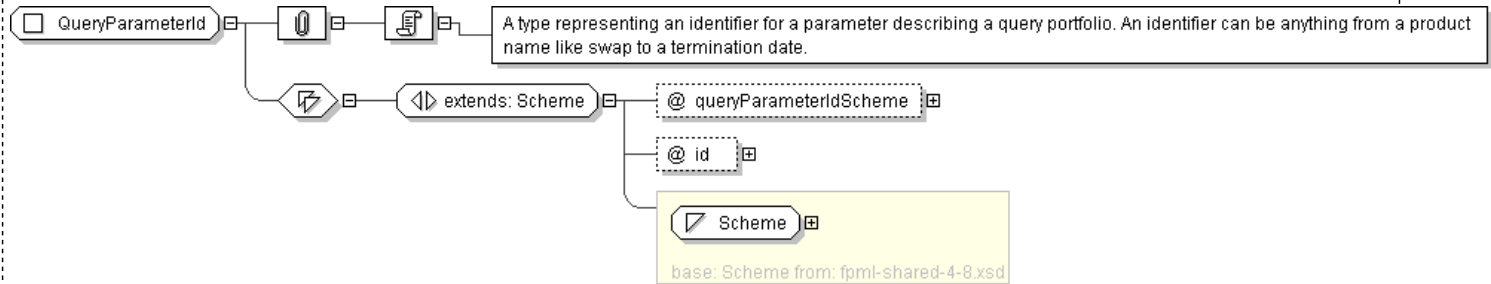 QueryParameterId
A type representing an identifier for a parameter describing a query portfolio. An identifier can be anything from a product
name like swap to a termination date.
extends: Scheme
@ queryParameterIdScheme
@ id
Scheme
base: Scheme from: fpml-shared-4-8.xsd